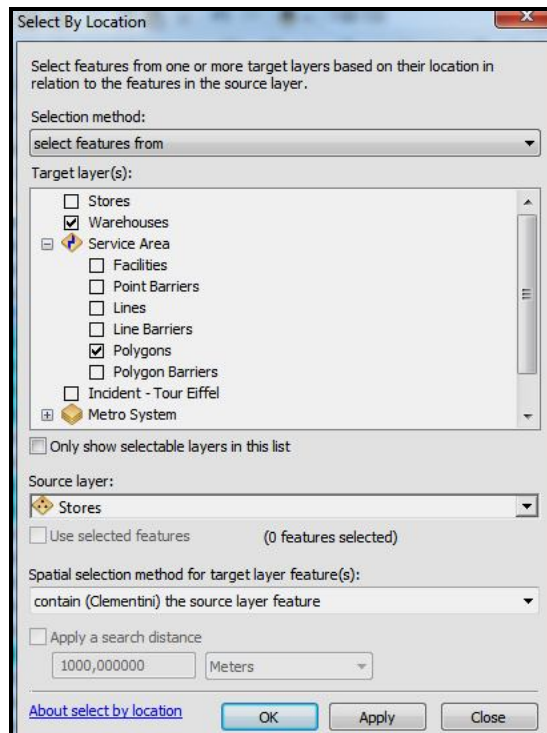 Select By Location
Select features from one or more target layers based on their location in
relation to the features in the source layer.
Selection method:
select features from
Target layer(s):
Stores
Warehouses
Service Area
Facilities
Point Barriers
Lines
Line Barriers
Polygons
Polygon Barriers
Incident - Tour Eiffel
Metro System
Only show selectable layers in this list
Source layer:
Stores
Use selected features (0 features selected)
Spatial selection method for target layer feature(s):
contain (Clementini) the source layer feature
Apply a search distance
1000,000000 Meters
About select by location OK Apply Close